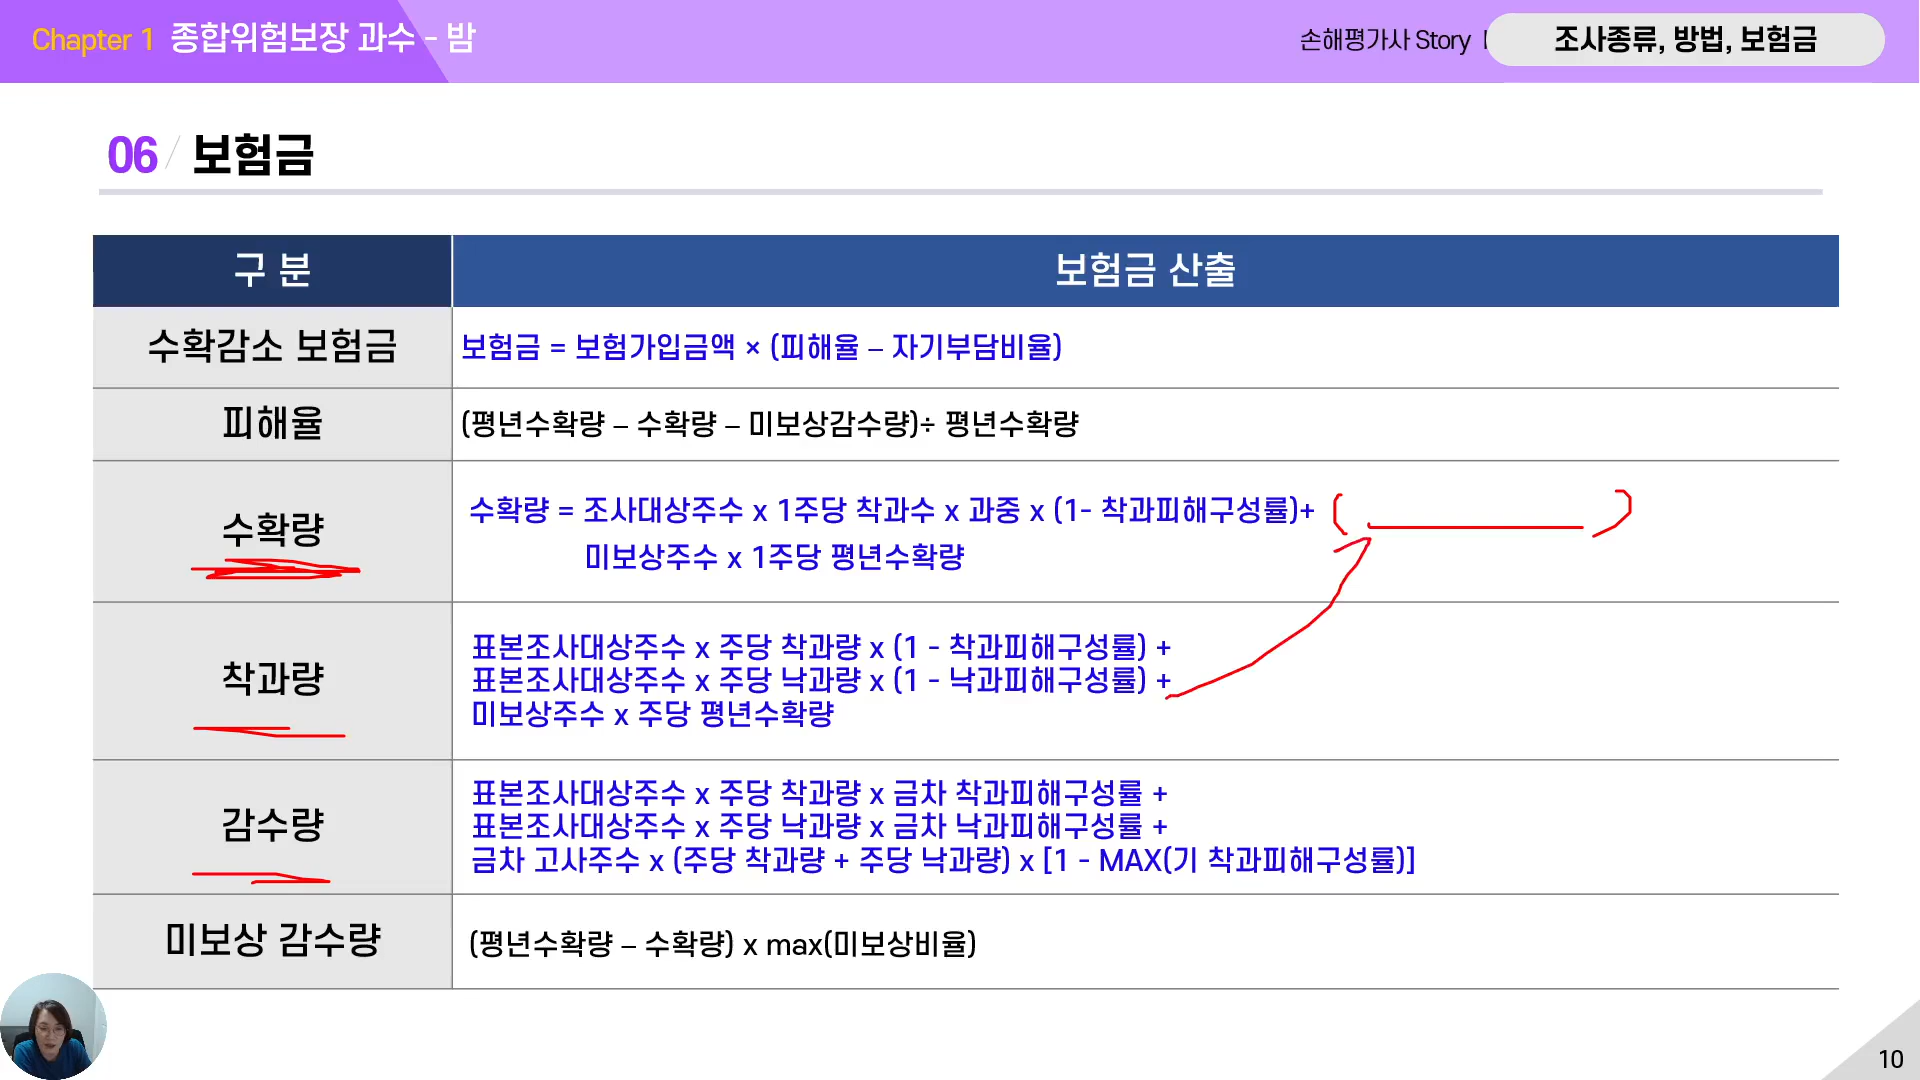 Chapter 1 종합위험보장 과수 - 밤
손해평가사 Story
조사종류, 방법, 보험금
06 / 보험금
구 분
보험금 산출
수확감소 보험금
보험금 = 보험가입금액 × (피해율 – 자기부담비율)
피해율
(평년수확량 – 수확량 – 미보상감수량)÷ 평년수확량
수확량
수확량 = 조사대상주수 x 1주당 착과수 x 과중 x (1- 착과피해구성률)+
미보상주수 x 1주당 평년수확량
착과량
표본조사대상주수 x 주당 착과량 x (1 - 착과피해구성률) +
표본조사대상주수 x 주당 낙과량 x (1 - 낙과피해구성률) +
미보상주수 x 주당 평년수확량
감수량
표본조사대상주수 x 주당 착과량 x 금차 착과피해구성률 +
표본조사대상주수 x 주당 낙과량 x 금차 낙과피해구성률 +
금차 고사주수 x (주당 착과량 + 주당 낙과량) x [1 - MAX(기 착과피해구성률)]
미보상 감수량
(평년수확량 – 수확량) x max(미보상비율)
10